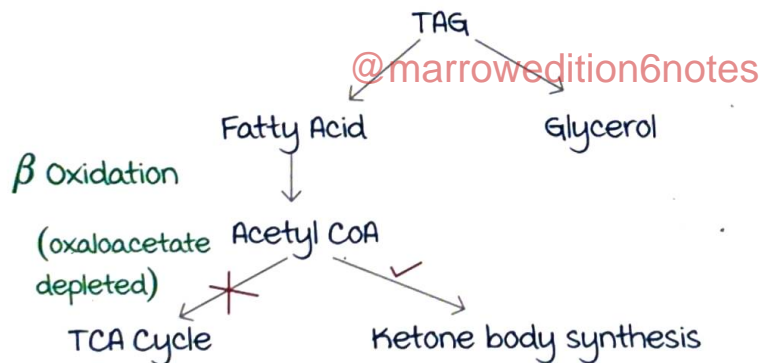 TAG
@marrowedition6notes
Fatty Acid Glycerol
β Oxidation
(oxaloacetate Acetyl CoA
depleted)
TCA Cycle Ketone body synthesis